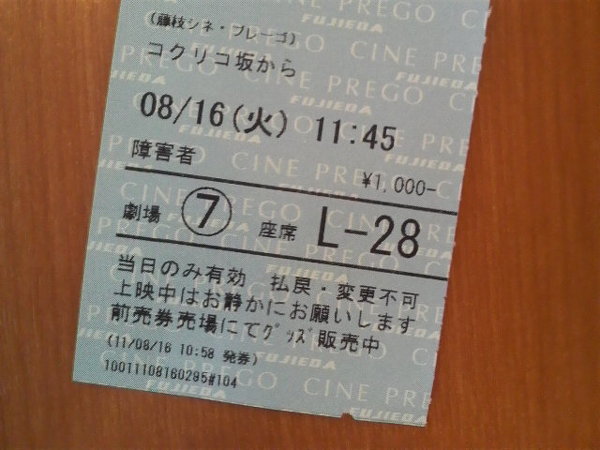 (藤枝シネ・プレーゴ)
コクリコ坂から
08/16(火) 11:45
障害者
¥1,000-
劇場 ⑦ 座席 L-28
当日のみ有効 払戻・変更不可
上映中はお静かにお願いします
前売券売場にてグッズ販売中
(11/08/16 10:58 発券)
10011108160285#104
CINE PREGO
FUJIEDA